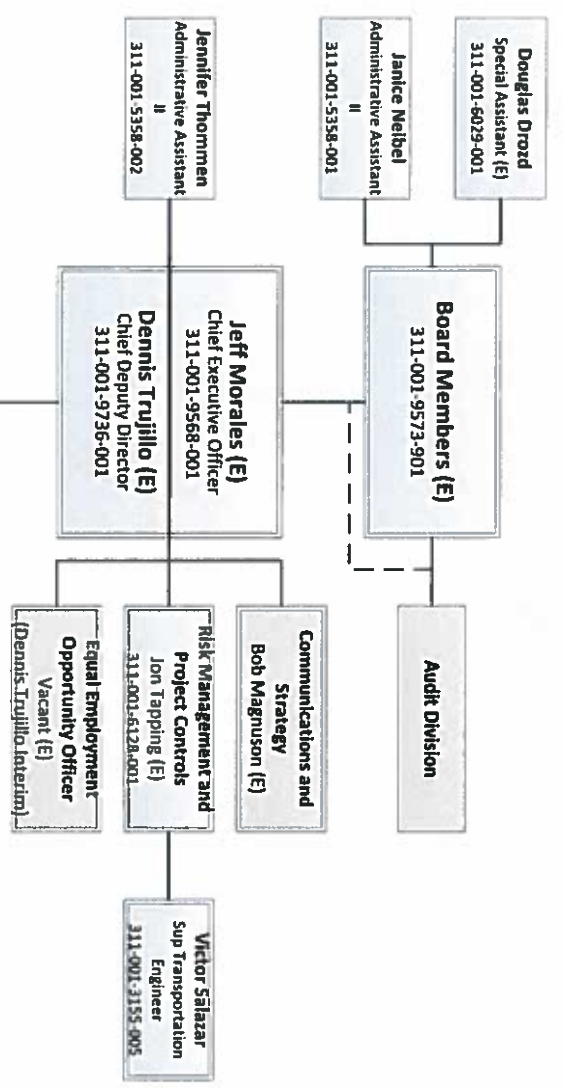 Douglas Drozd
Special Assistant (E)
311-001-6029-001
Janice Neibel
Administrative Assistant
II
311-001-5358-001
Board Members (E)
311-001-9573-901
Audit Division
Jennifer Thommen
Administrative Assistant
II
311-001-5358-002
Jeff Morales (E)
Chief Executive Officer
311-001-9568-001
Dennis Trujillo (E)
Chief Deputy Director
311-001-9736-001
Communications and
Strategy
Bob Magnuson (E)
Risk Management and
Project Controls
Jon Tapping (E)
311-001-6128-001
Equal Employment
Opportunity Officer
Vacant (E)
(Dennis Trujillo Interim)
Victor Salazar
Sup Transportation
Engineer
311-001-3155-005